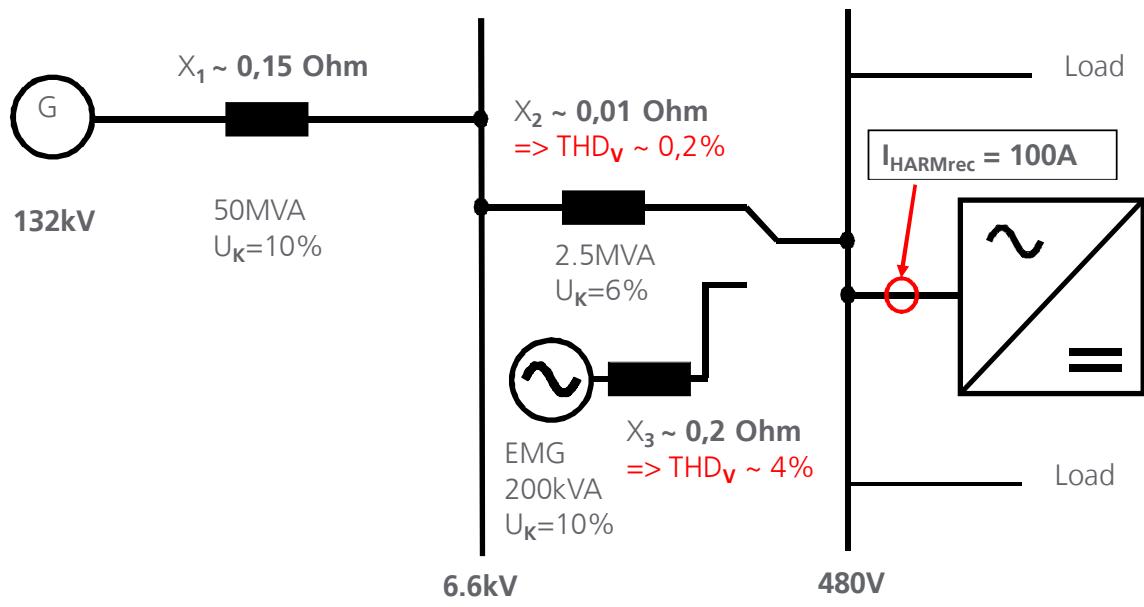 G
X1 ~ 0,15 Ohm
132kV
50MVA
UK=10%
X2 ~ 0,01 Ohm
=> THDV ~ 0,2%
2.5MVA
UK=6%
EMG
200kVA
UK=10%
X3 ~ 0,2 Ohm
=> THDV ~ 4%
6.6kV
Load
IHARMrec = 100A
Load
480V